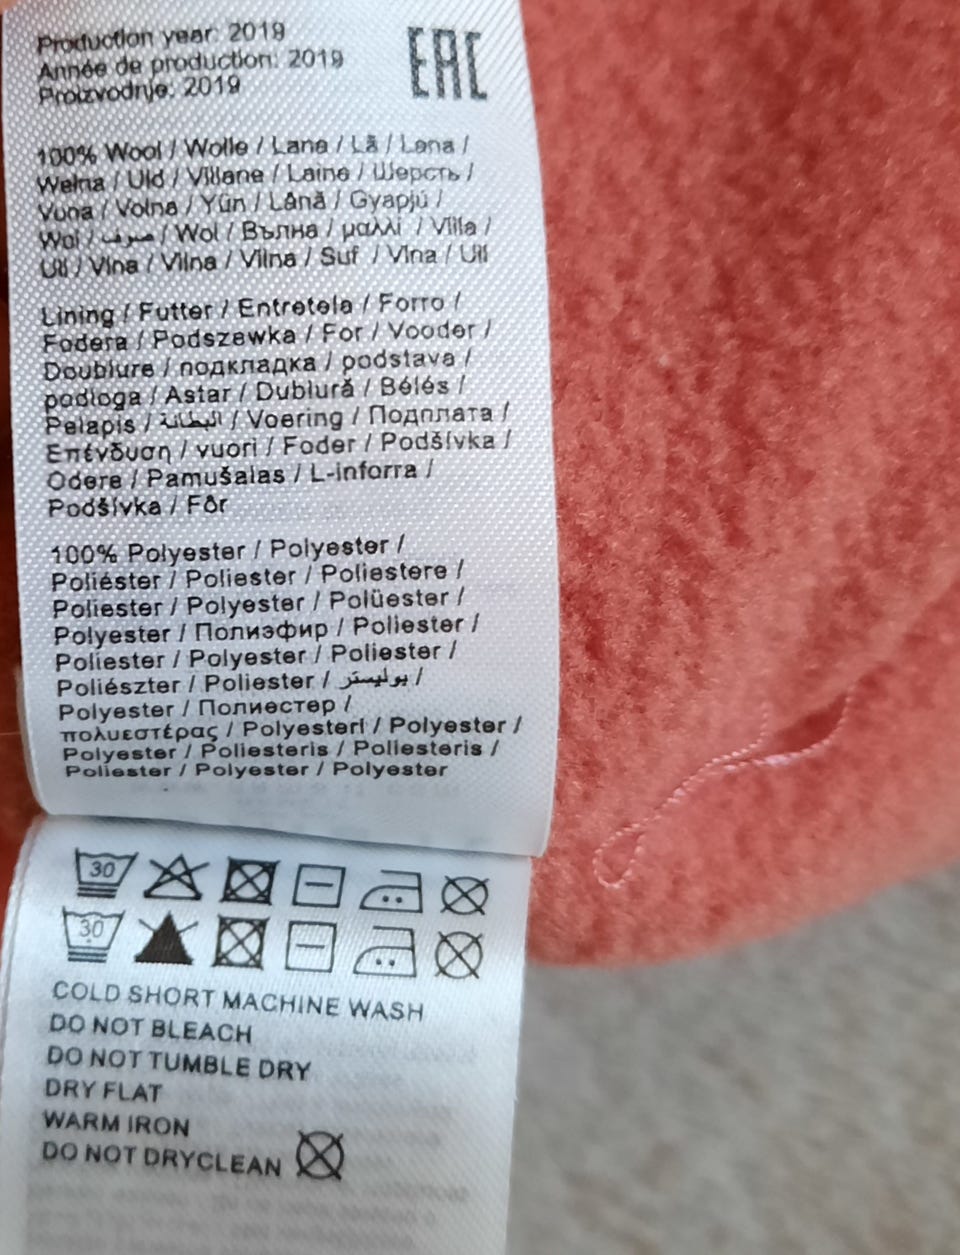 Production year: 2019
Année de production: 2019
Proizvodnje: 2019
EAC
100% Wool / Wolle / Lana / Lã / Lana /
Wełna / Uld / Villane / Laine / Шерсть /
Vuna / Volna / Yün / Lână / Gyapjú /
Wol / صوف / Wol / Вълна / μαλλί / Villa /
Ull / Vlna / Vilna / Vilna / Suf / Vlna / Ull
Lining / Futter / Entretela / Forro /
Fodera / Podszewka / For / Vooder /
Doublure / подкладка / podstava /
podloga / Astar / Dublură / Bélés /
Pelapis / البطانة / Voering / Подплата /
Επένδυση / vuori / Foder / Podšívka /
Odere / Pamušalas / L-inforra /
Podšívka / Fôr
100% Polyester / Polyester /
Poliéster / Poliester / Poliestere /
Poliester / Polyester / Polüester /
Polyester / Полиэфир / Poliester /
Poliester / Polyester / Poliester /
Poliészter / Poliester / بوليستر /
Polyester / Полиестер /
πολυεστέρας / Polyesteri / Polyester /
Polyester / Poliesteris / Poliesteris /
Poliester / Polyester / Polyester
30
30
COLD SHORT MACHINE WASH
DO NOT BLEACH
DO NOT TUMBLE DRY
DRY FLAT
WARM IRON
DO NOT DRYCLEAN